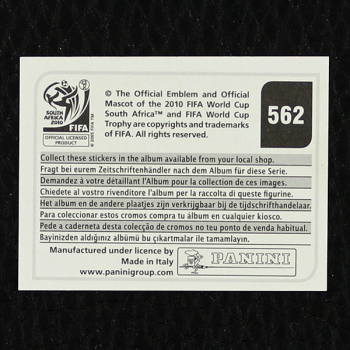 SOUTH AFRICA
2010
FIFA
OFFICIAL LICENSED
PRODUCT
© The Official Emblem and Official
Mascot of the 2010 FIFA World Cup
South Africa™ and FIFA World Cup
Trophy are copyrights and trademarks
of FIFA. All rights reserved.
562
Collect these stickers in the album available from your local shop.
Fragt bei eurem Zeitschriftenhändler nach dem Album für diese Serie.
Demandez à votre détaillant l'Album pour la collection de ces images.
Chiedete al vostro rivenditore l'album per la raccolta di queste figurine.
Het album en de andere plaatjes zijn verkrijgbaar bij de tijdschrifthandelaar.
Para coleccionar estos cromos compra tu álbum en cualquier kiosco.
Pede a caderneta desta colecção de cromos no teu ponto de venda habitual.
Bayinizden aldığınız albümü bu çıkartmalar ile tamamlayın.
Manufactured under licence by
Made in Italy
www.paninigroup.com
PANINI